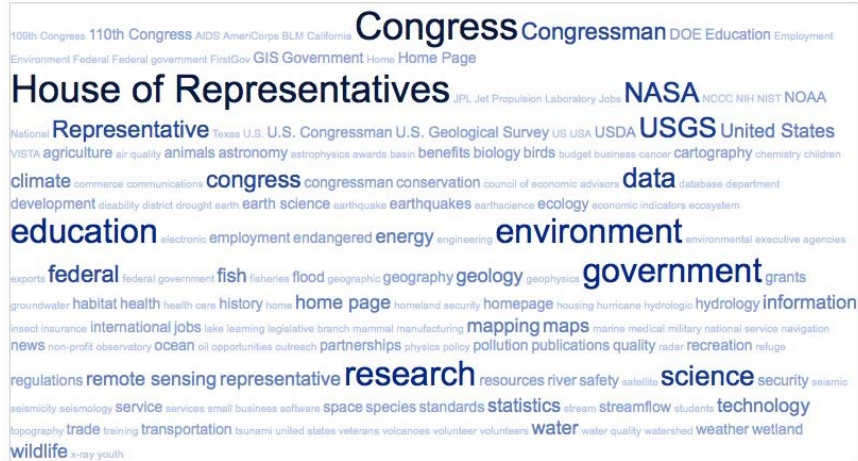 109th Congress 110th Congress AIDS AmeriCorps BLM California Congress Congressman DOE Education Employment
Environment Federal Federal government FirstGov GIS Government Home Home Page
House of Representatives JPL Jet Propulsion Laboratory Jobs NASA NCCC NIH NIST NOAA
National Representative Texas U.S. U.S. Congressman U.S. Geological Survey US USA USDA USGS United States
VISTA agriculture air quality animals astronomy astrophysics awards basin benefits biology birds budget business cancer cartography chemistry children
climate commerce communications congress congressman conservation council of economic advisors data database department
development disability district drought earth earth science earthquake earthquakes earthscience ecology economic indicators ecosystem
education electronic employment endangered energy engineering environment environmental executive agencies
exports federal federal government fish fisheries flood geographic geography geology geophysics government grants
groundwater habitat health health care history home home page homeland security homepage housing hurricane hydrologic hydrology information
insect insurance international jobs lake learning legislative branch mammal manufacturing mapping maps marine medical military national service navigation
news non-profit observatory ocean oil opportunities outreach partnerships physics policy pollution publications quality radar recreation refuge
regulations remote sensing representative research resources river safety satellite science security seismic
seismicity seismology service services small business software space species standards statistics stream streamflow students technology
topography trade training transportation tsunami united states veterans volcanoes volunteer volunteers water water quality watershed weather wetland
wildlife x-ray youth